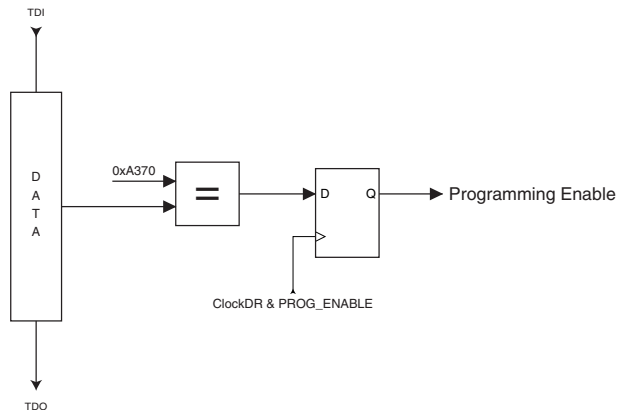 TDI
D
A
T
A
0xA370
=
D
Q
Programming Enable
ClockDR & PROG_ENABLE
TDO